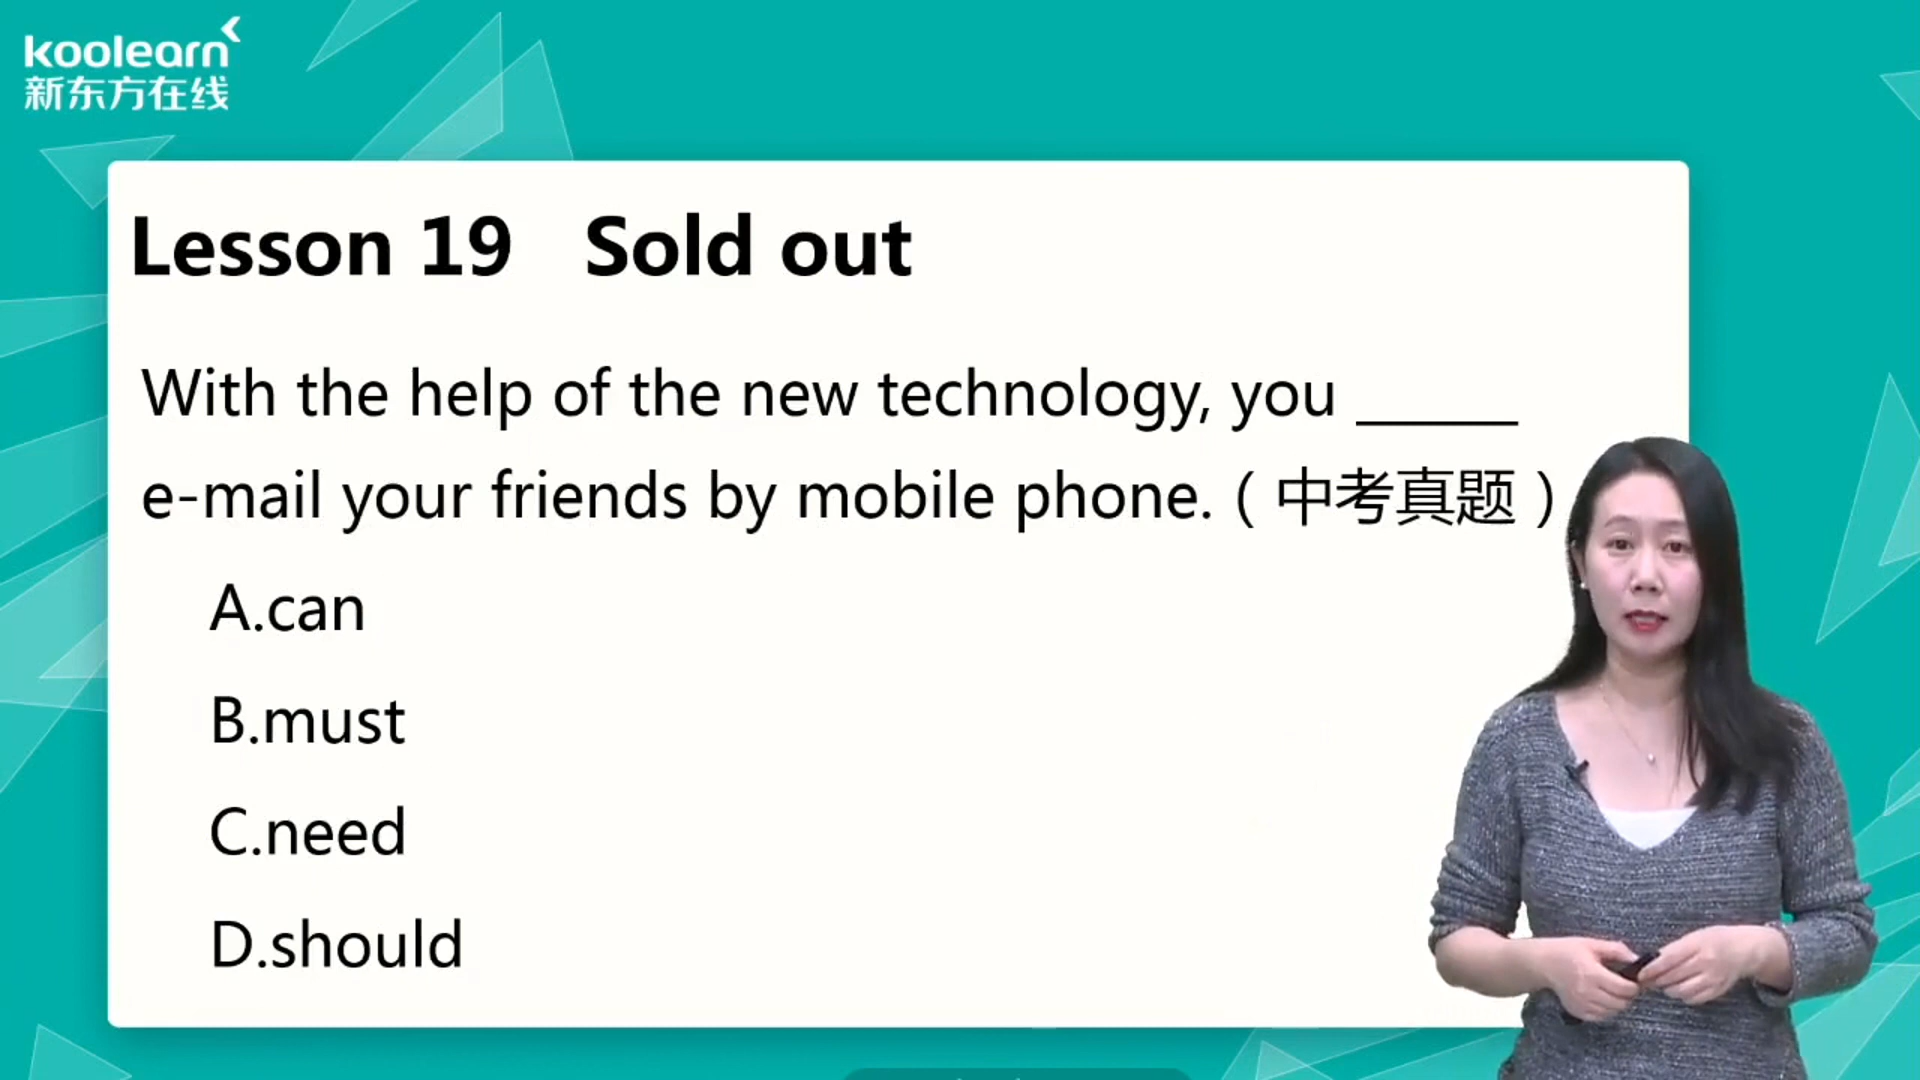 koolearn
新东方在线
Lesson 19 Sold out
With the help of the new technology, you ______
e-mail your friends by mobile phone.（中考真题）
A.can
B.must
C.need
D.should